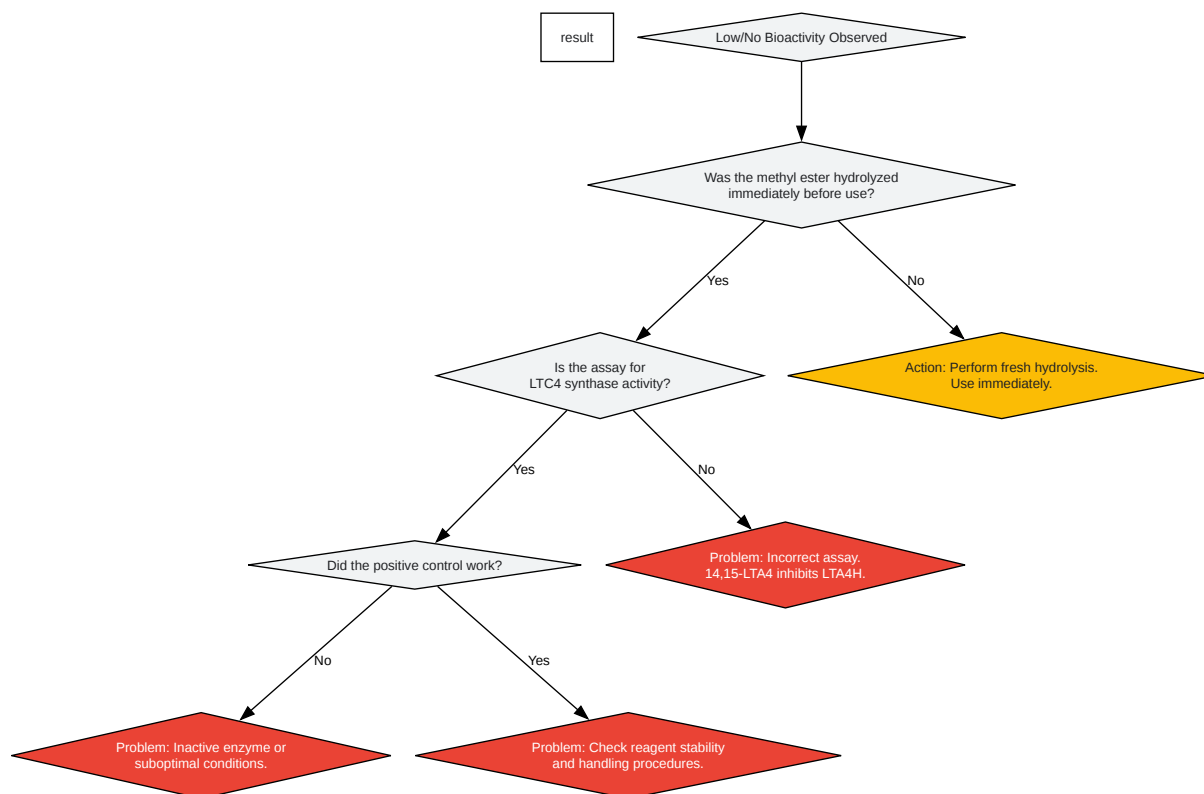 result
Low/No Bioactivity Observed
Was the methyl ester hydrolyzed
immediately before use?
Yes
No
Is the assay for
LTC4 synthase activity?
Action: Perform fresh hydrolysis.
Use immediately.
Yes
No
Did the positive control work?
Problem: Incorrect assay.
14,15-LTA4 inhibits LTA4H.
No
Yes
Problem: Inactive enzyme or
suboptimal conditions.
Problem: Check reagent stability
and handling procedures.